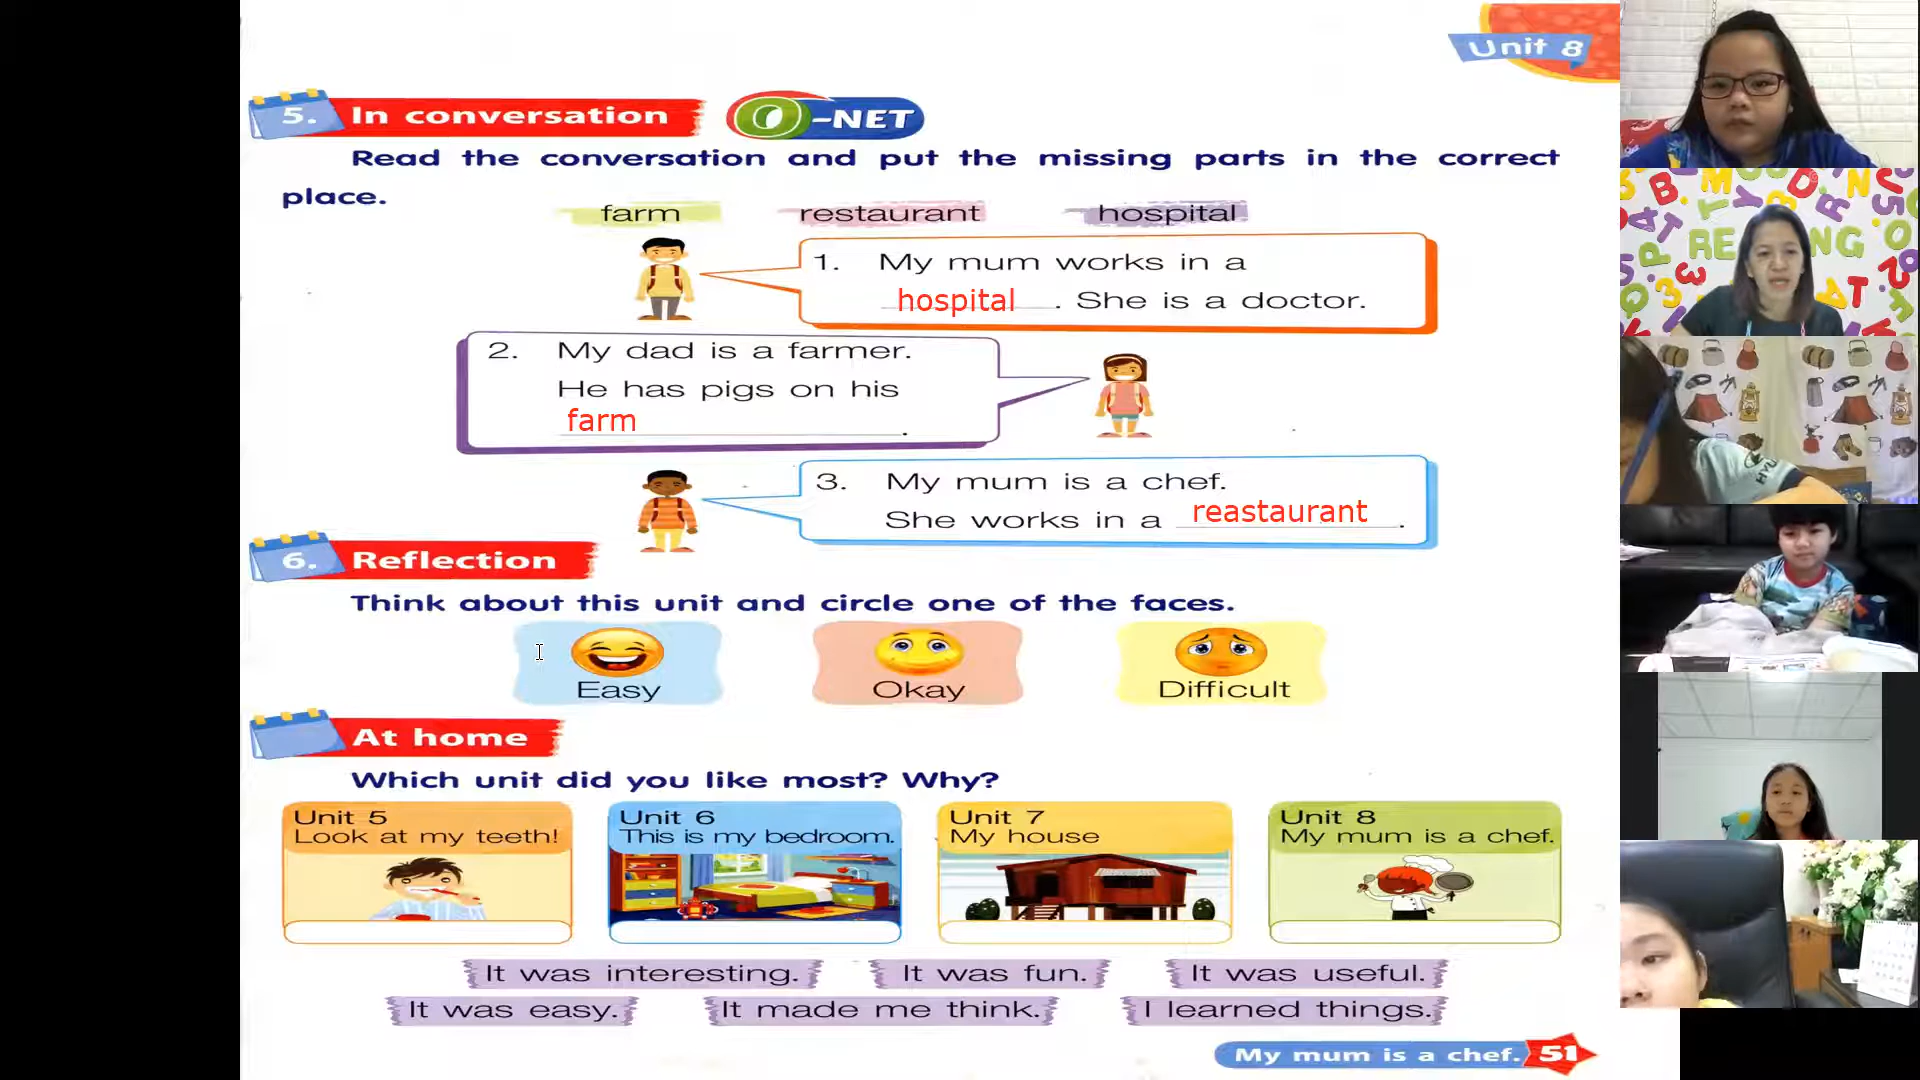 Unit 8
5. In conversation O-NET
Read the conversation and put the missing parts in the correct
place.
farm restaurant hospital
1. My mum works in a
hospital. She is a doctor.
2. My dad is a farmer.
He has pigs on his
farm.
3. My mum is a chef.
She works in a reastaurant.
6. Reflection
Think about this unit and circle one of the faces.
Easy Okay Difficult
At home
Which unit did you like most? Why?
Unit 5
Look at my teeth!
Unit 6
This is my bedroom.
Unit 7
My house
Unit 8
My mum is a chef.
It was interesting. It was fun. It was useful.
It was easy. It made me think. I learned things.
My mum is a chef. 51